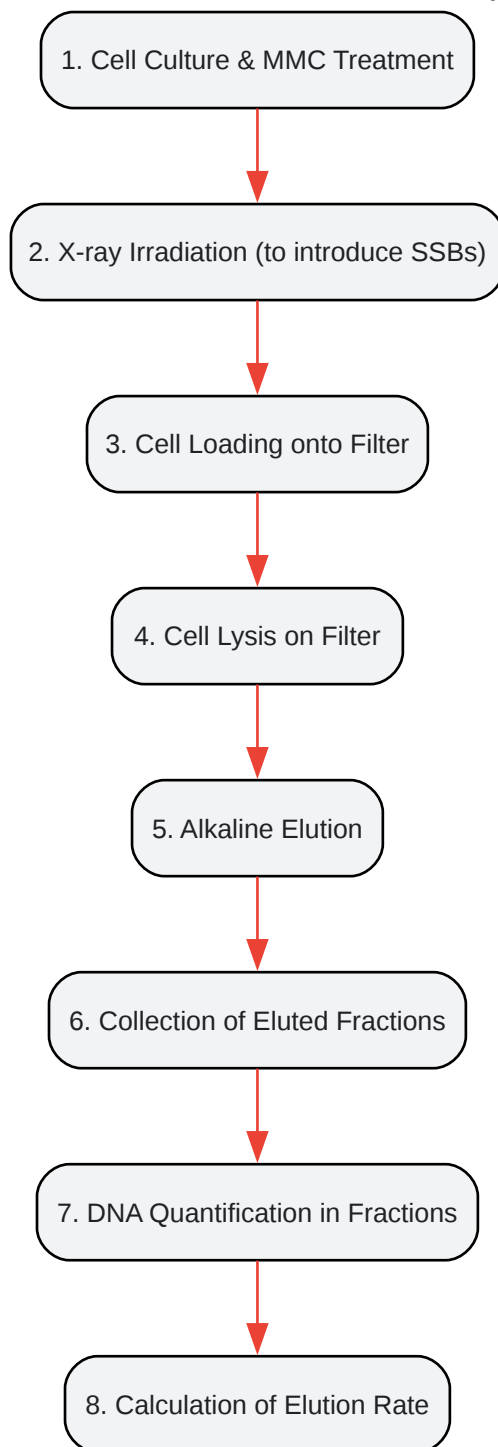 1. Cell Culture & MMC Treatment
2. X-ray Irradiation (to introduce SSBs)
3. Cell Loading onto Filter
4. Cell Lysis on Filter
5. Alkaline Elution
6. Collection of Eluted Fractions
7. DNA Quantification in Fractions
8. Calculation of Elution Rate